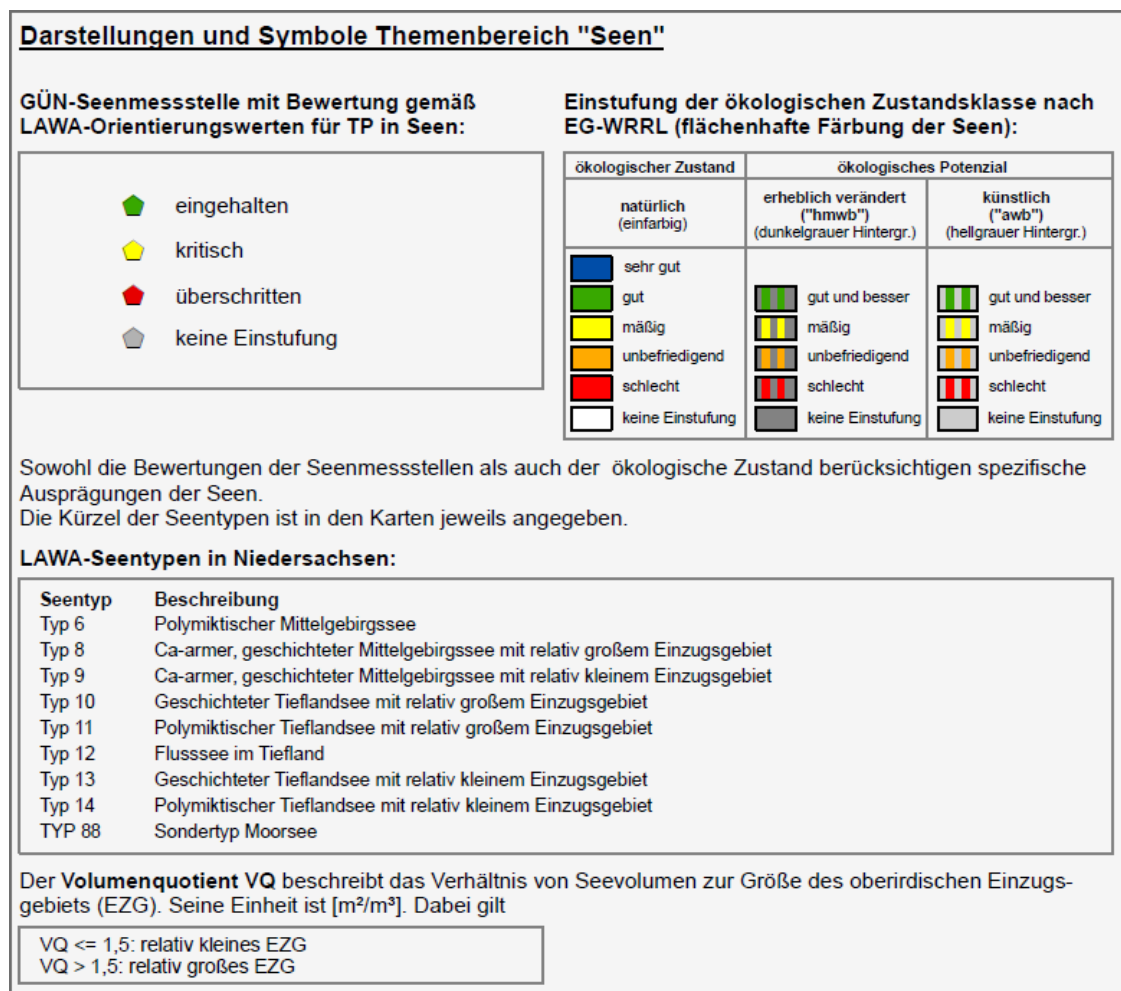 Darstellungen und Symbole Themenbereich "Seen"
GÜN-Seenmessstelle mit Bewertung gemäß
LAWA-Orientierungswerten für TP in Seen:
eingehalten
kritisch
überschritten
keine Einstufung
Einstufung der ökologischen Zustandsklasse nach
EG-WRRL (flächenhafte Färbung der Seen):
ökologischer Zustand
ökologisches Potenzial
natürlich
(einfarbig)
erheblich verändert
("hmwb")
(dunkelgrauer Hintergr.)
künstlich
("awb")
(hellgrauer Hintergr.)
sehr gut
gut
mäßig
unbefriedigend
schlecht
keine Einstufung
gut und besser
mäßig
unbefriedigend
schlecht
keine Einstufung
gut und besser
mäßig
unbefriedigend
schlecht
keine Einstufung
Sowohl die Bewertungen der Seenmessstellen als auch der ökologische Zustand berücksichtigen spezifische
Ausprägungen der Seen.
Die Kürzel der Seentypen ist in den Karten jeweils angegeben.
LAWA-Seentypen in Niedersachsen:
Seentyp Beschreibung
Typ 6 Polymiktischer Mittelgebirgssee
Typ 8 Ca-armer, geschichteter Mittelgebirgssee mit relativ großem Einzugsgebiet
Typ 9 Ca-armer, geschichteter Mittelgebirgssee mit relativ kleinem Einzugsgebiet
Typ 10 Geschichteter Tieflandsee mit relativ großem Einzugsgebiet
Typ 11 Polymiktischer Tieflandsee mit relativ großem Einzugsgebiet
Typ 12 Flusssee im Tiefland
Typ 13 Geschichteter Tieflandsee mit relativ kleinem Einzugsgebiet
Typ 14 Polymiktischer Tieflandsee mit relativ kleinem Einzugsgebiet
TYP 88 Sondertyp Moorsee
Der Volumenquotient VQ beschreibt das Verhältnis von Seevolumen zur Größe des oberirdischen Einzugs-
gebiets (EZG). Seine Einheit ist [m²/m³]. Dabei gilt
VQ <= 1,5: relativ kleines EZG
VQ > 1,5: relativ großes EZG